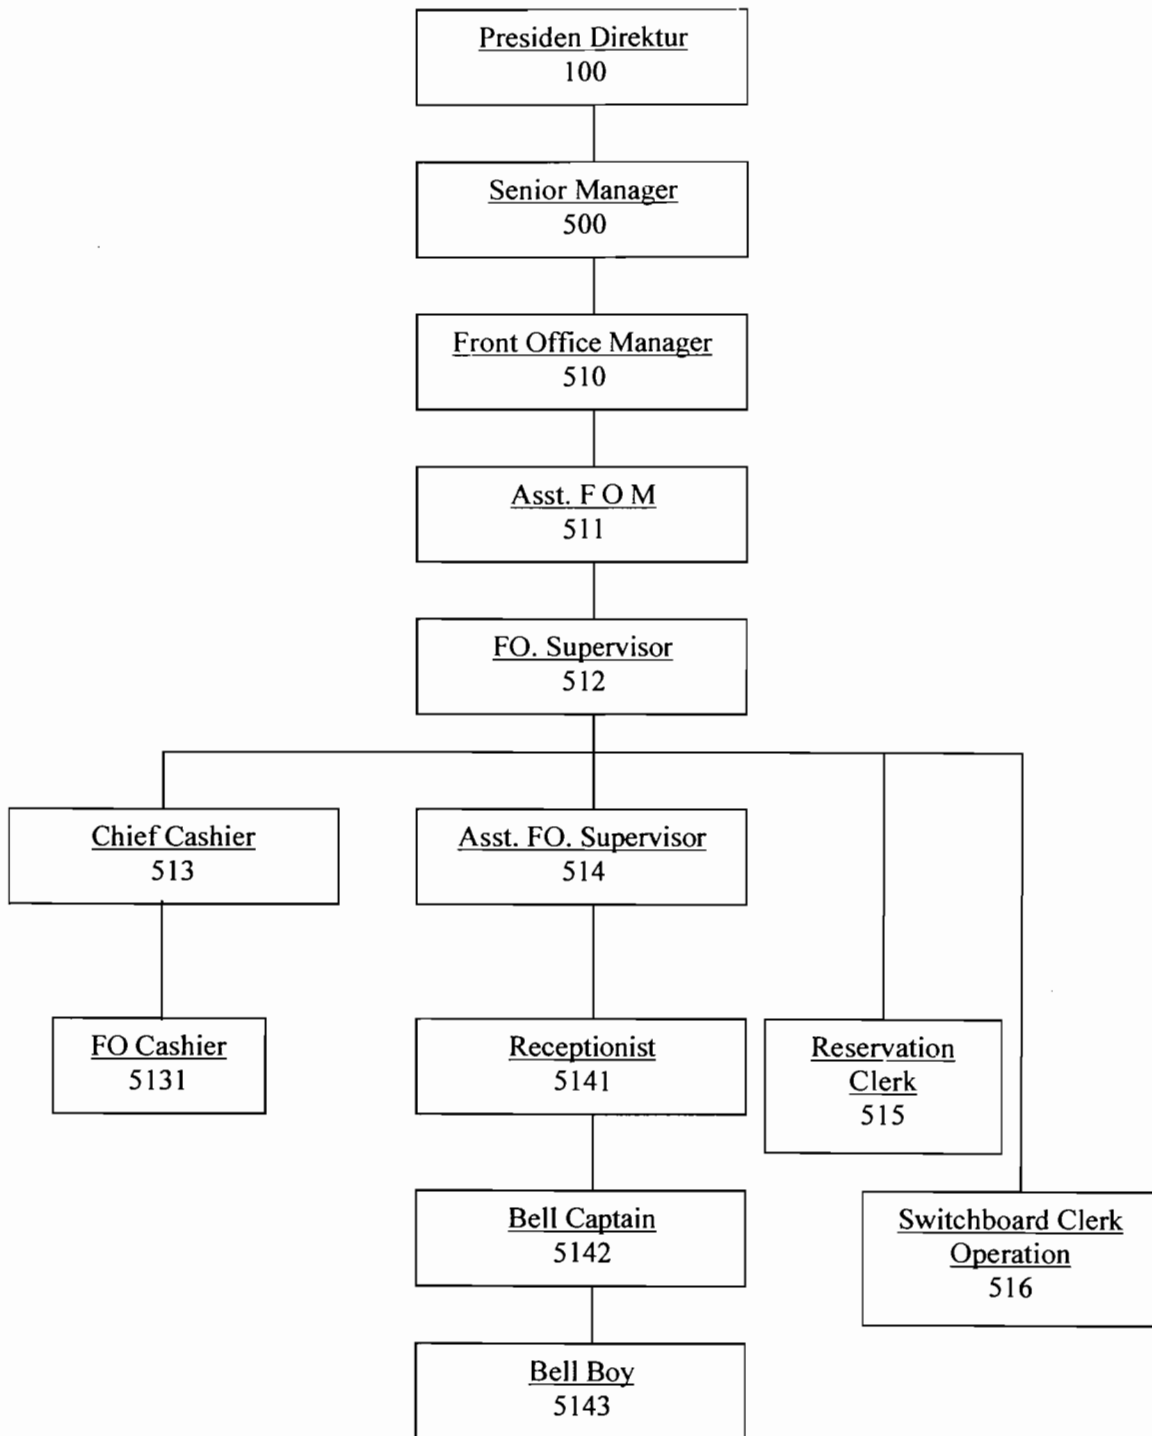 Presiden Direktur
100
Senior Manager
500
Front Office Manager
510
Asst. F O M
511
FO. Supervisor
512
Chief Cashier
513
Asst. FO. Supervisor
514
FO Cashier
5131
Receptionist
5141
Reservation
Clerk
515
Bell Captain
5142
Switchboard Clerk
Operation
516
Bell Boy
5143